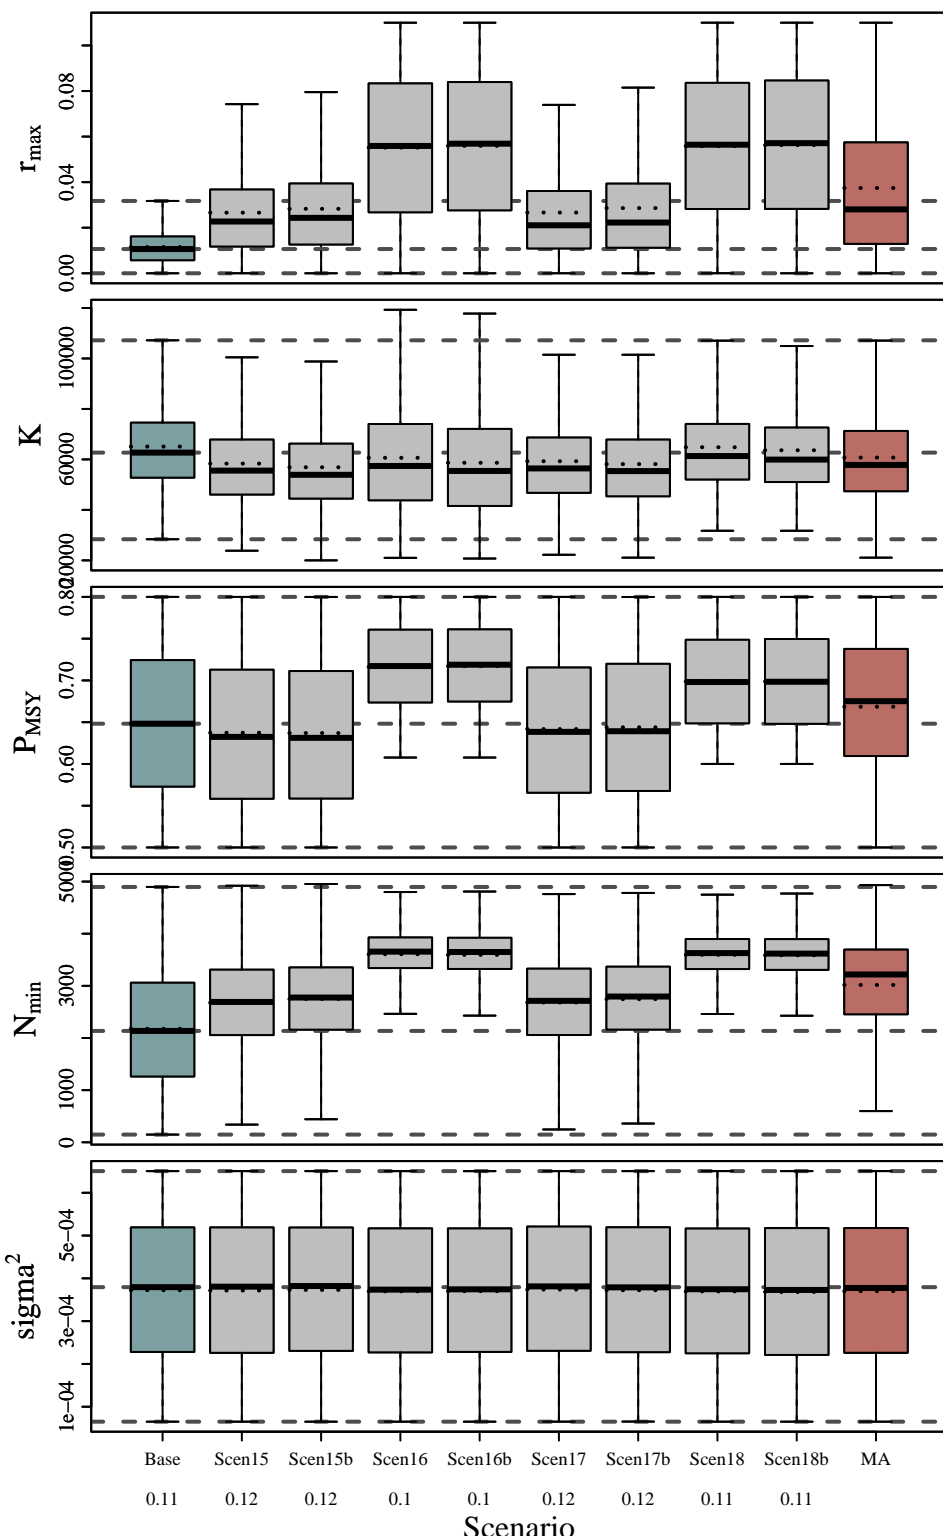 r_max
0.08
0.04
0.00
K
100000
60000
20000
P_MSY
0.80
0.70
0.60
0.50
N_min
5000
3000
1000
0
sigma²
5e−04
3e−04
1e−04
Base Scen15 Scen15b Scen16 Scen16b Scen17 Scen17b Scen18 Scen18b MA
0.11 0.12 0.12 0.1 0.1 0.12 0.12 0.11 0.11
Scenario